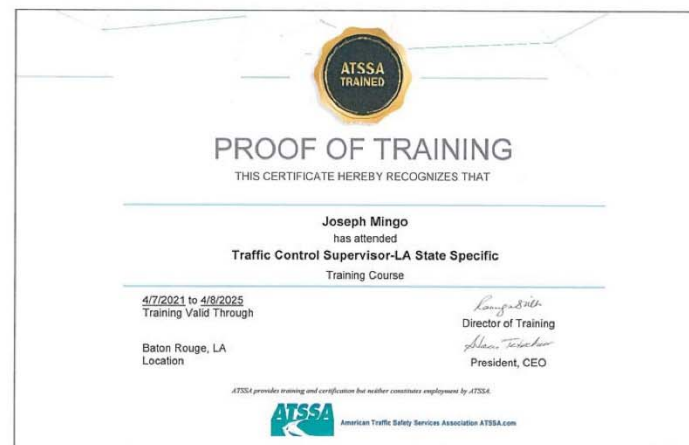 ATSSA
TRAINED
PROOF OF TRAINING
THIS CERTIFICATE HEREBY RECOGNIZES THAT
Joseph Mingo
has attended
Traffic Control Supervisor-LA State Specific
Training Course
4/7/2021 to 4/8/2025
Training Valid Through
Director of Training
Baton Rouge, LA
Location
President, CEO
ATSSA provides training and certification but neither constitutes employment by ATSSA.
ATSSA
American Traffic Safety Services Association ATSSA.com